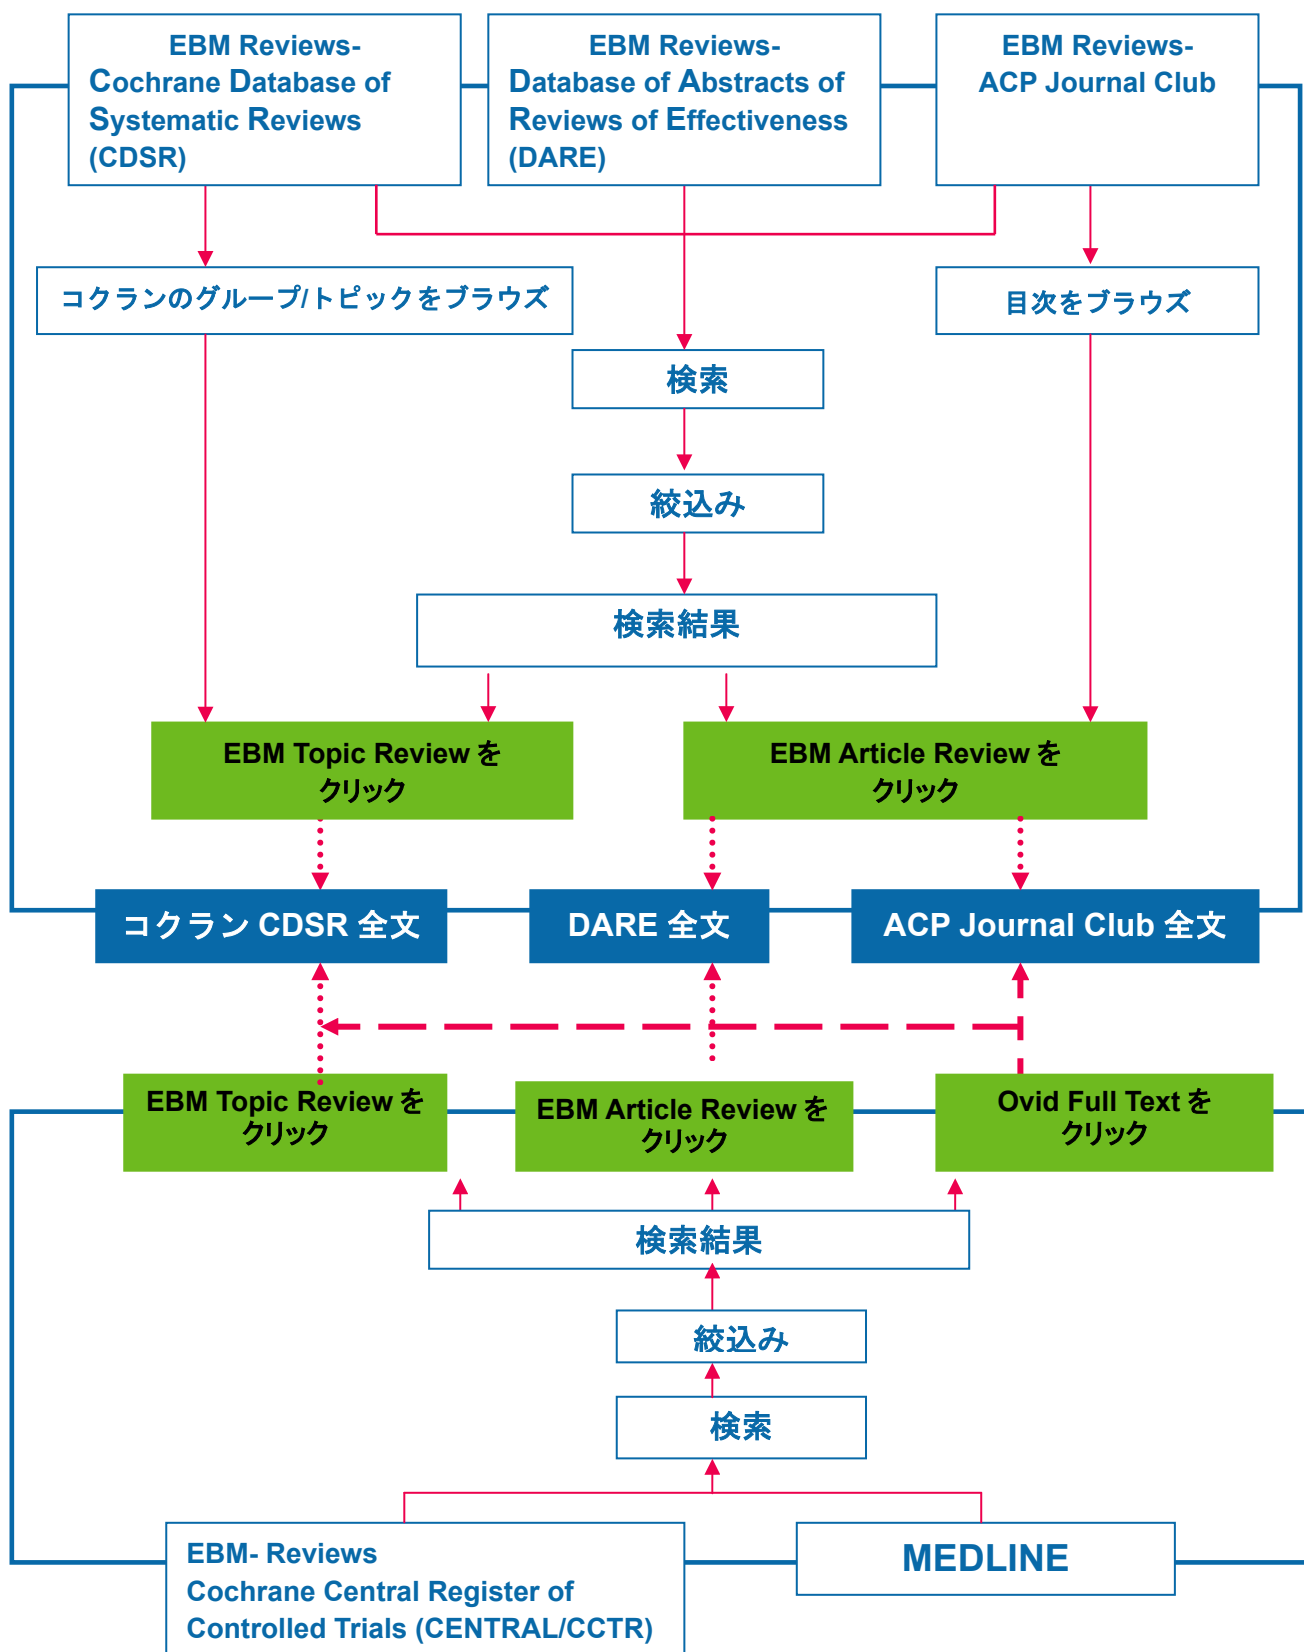 EBM Reviews-
Cochrane Database of
Systematic Reviews
(CDSR)
EBM Reviews-
Database of Abstracts of
Reviews of Effectiveness
(DARE)
EBM Reviews-
ACP Journal Club
コクランのグループ/トピックをブラウズ
目次をブラウズ
検索
絞込み
検索結果
EBM Topic Review を
クリック
EBM Article Review を
クリック
コクラン CDSR 全文
DARE 全文
ACP Journal Club 全文
EBM Topic Review を
クリック
EBM Article Review を
クリック
Ovid Full Text を
クリック
検索結果
絞込み
検索
EBM- Reviews
Cochrane Central Register of
Controlled Trials (CENTRAL/CCTR)
MEDLINE